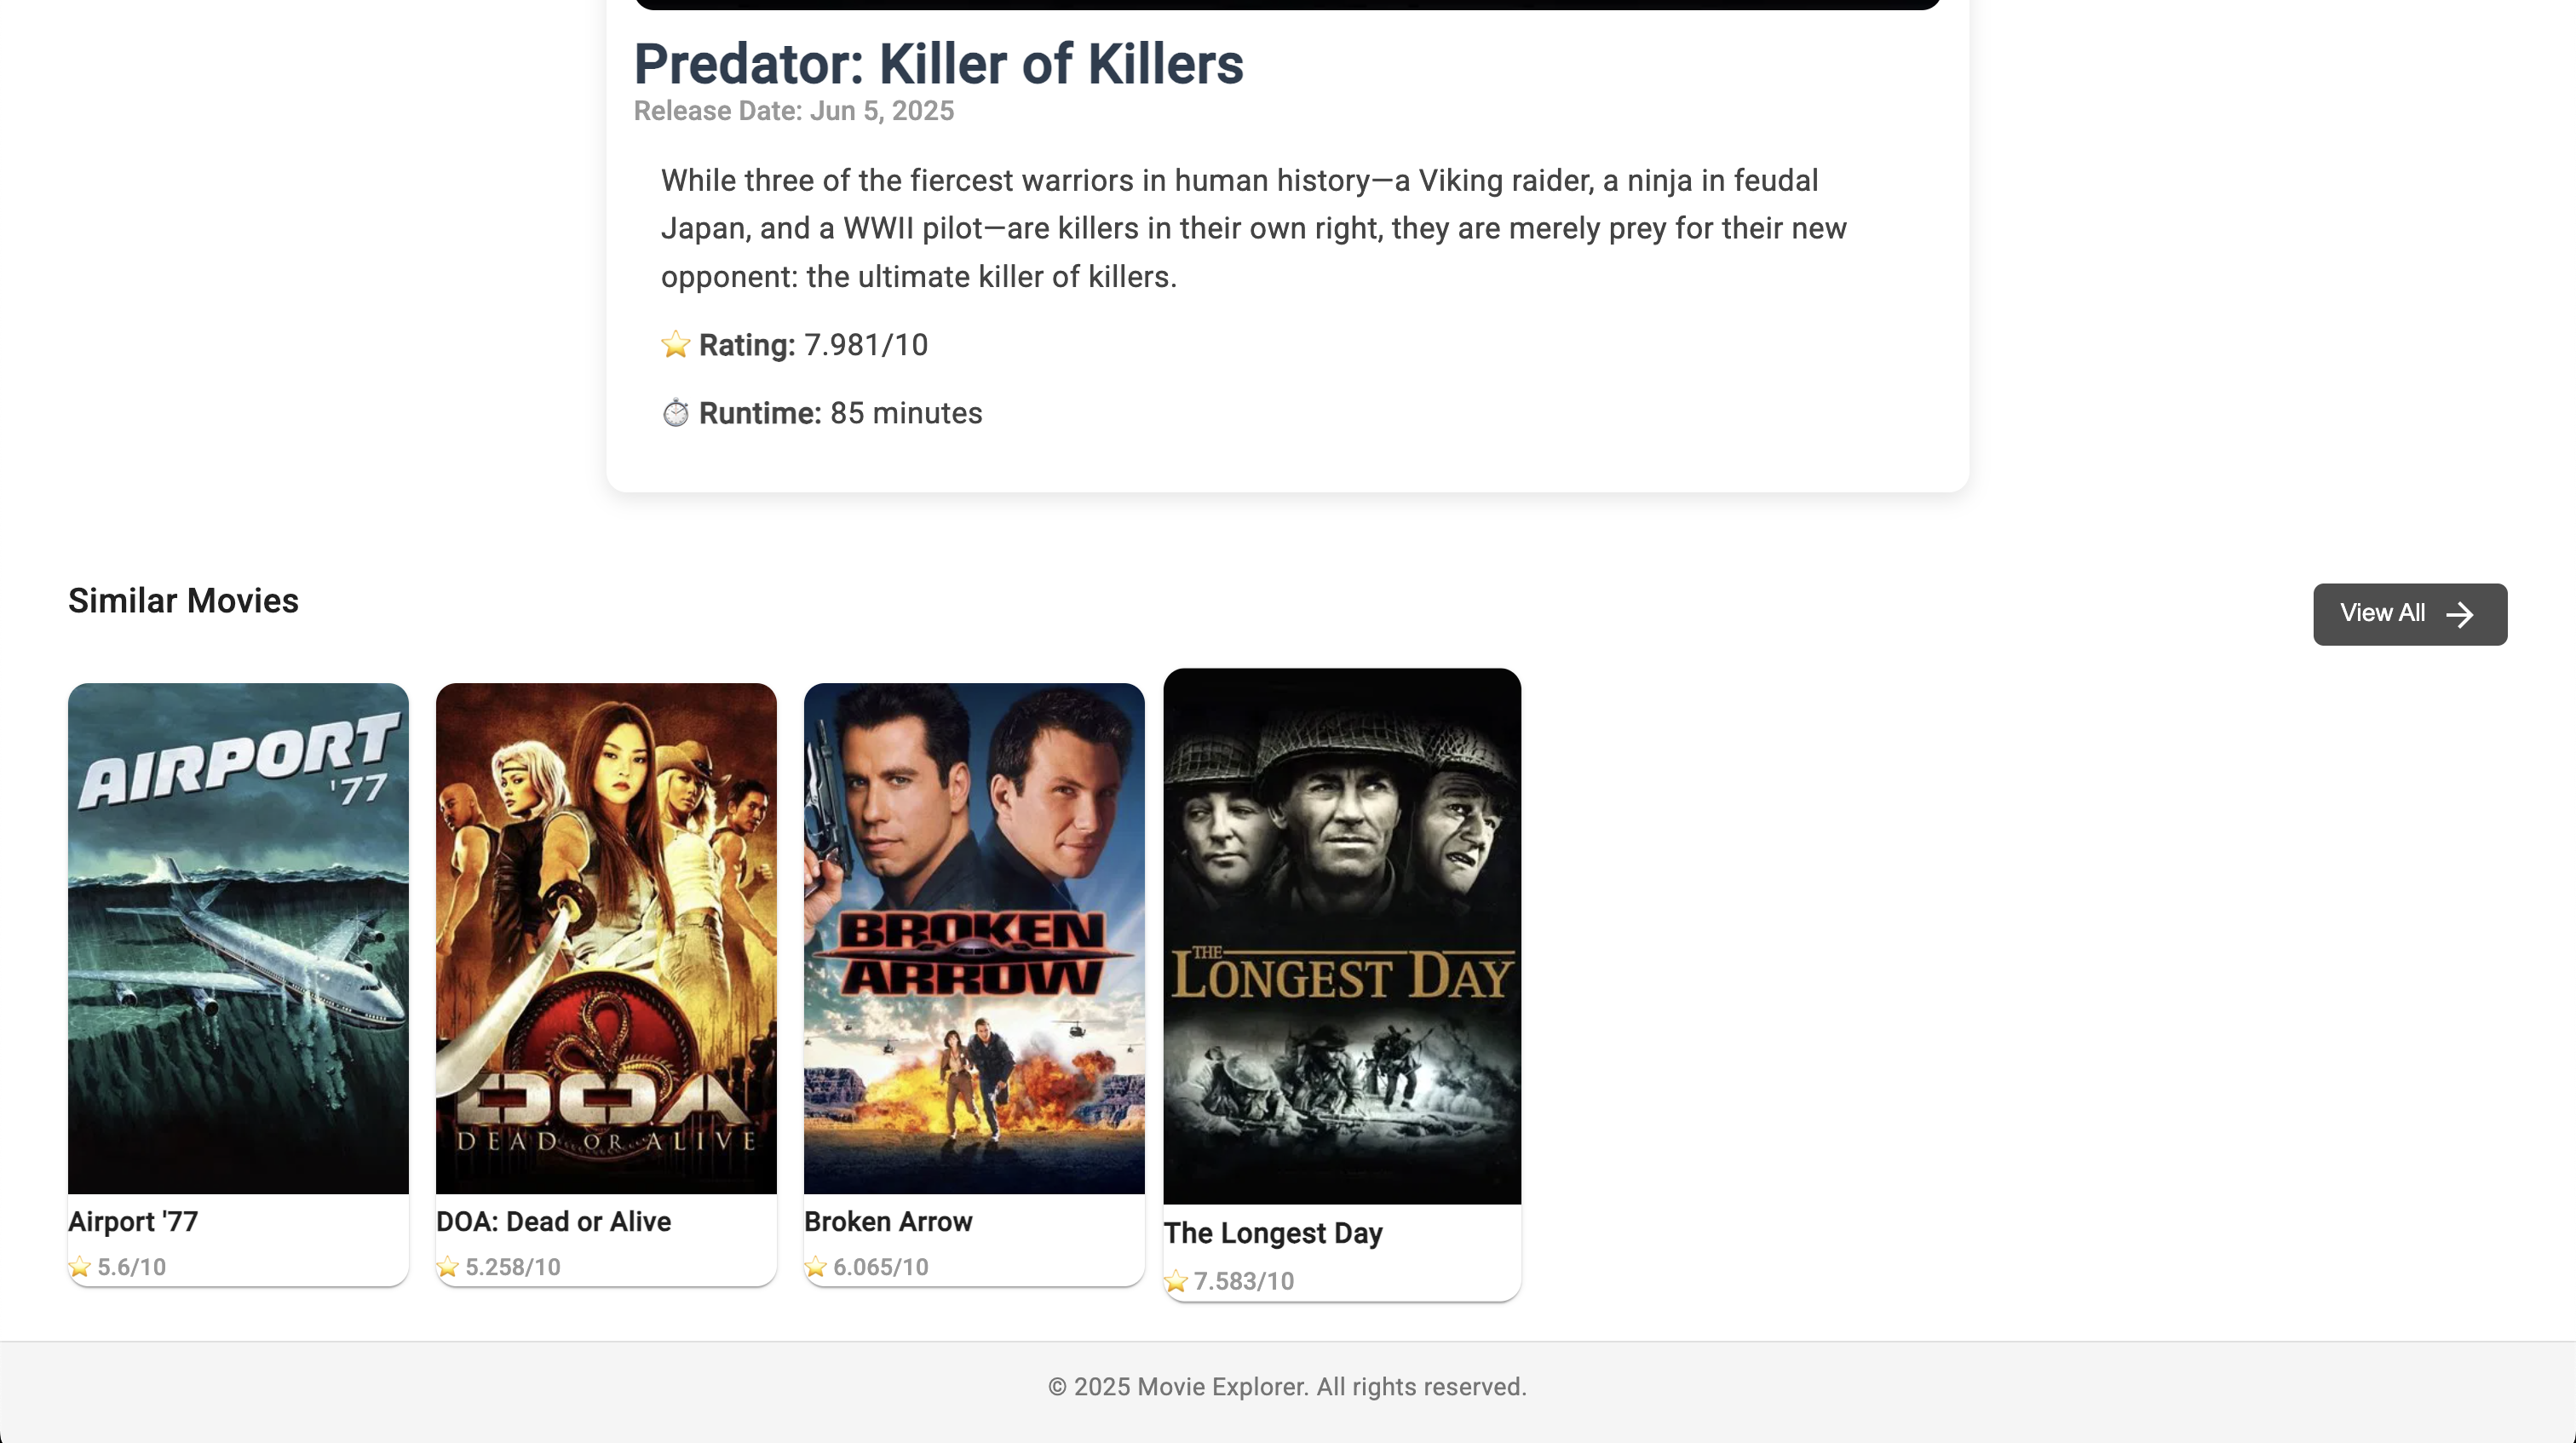 Predator: Killer of Killers
Release Date: Jun 5, 2025
While three of the fiercest warriors in human history—a Viking raider, a ninja in feudal
Japan, and a WWII pilot—are killers in their own right, they are merely prey for their new
opponent: the ultimate killer of killers.
⭐ Rating: 7.981/10
⏱ Runtime: 85 minutes
Similar Movies
View All →
AIRPORT
'77
DOA
DEAD OR ALIVE
BROKEN
ARROW
THE
LONGEST DAY
Airport '77
⭐ 5.6/10
DOA: Dead or Alive
⭐ 5.258/10
Broken Arrow
⭐ 6.065/10
The Longest Day
⭐ 7.583/10
© 2025 Movie Explorer. All rights reserved.